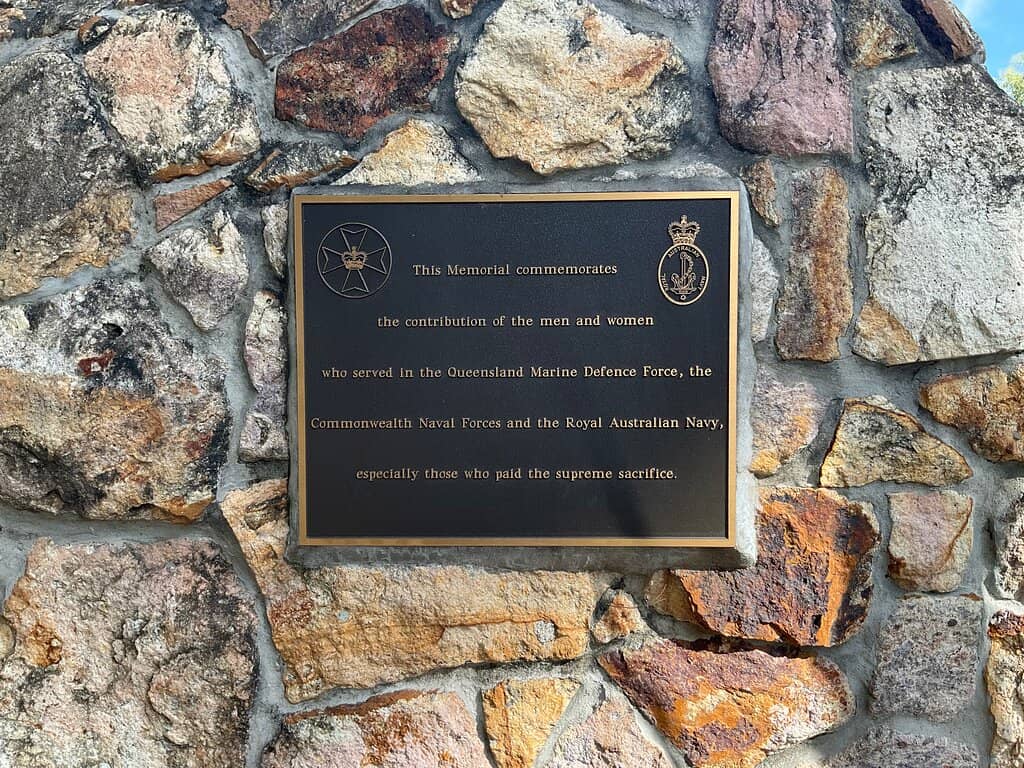 AUSTRALIAN
This Memorial commemorates
the contribution of the men and women
who served in the Queensland Marine Defence Force, the
Commonwealth Naval Forces and the Royal Australian Navy,
especially those who paid the supreme sacrifice.